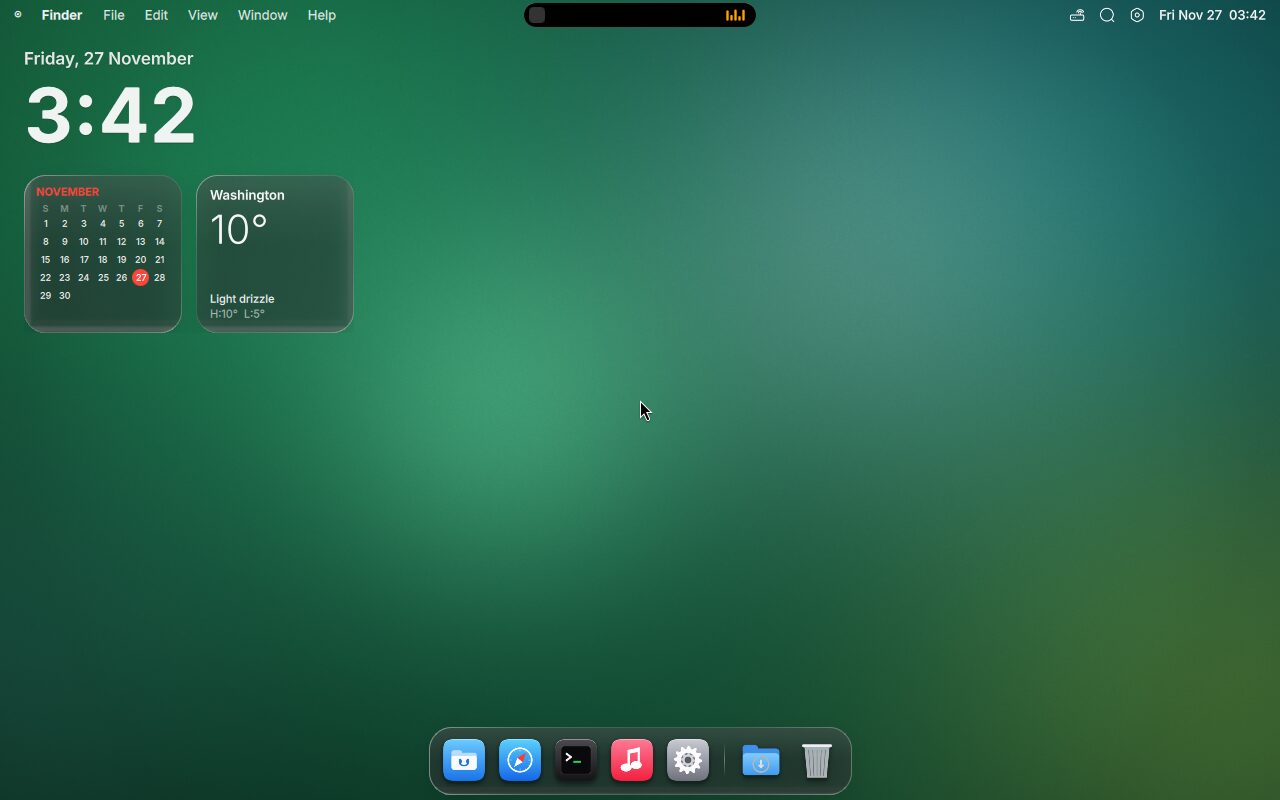 Finder File Edit View Window Help Fri Nov 27 03:42
Friday, 27 November
3:42
NOVEMBER
S M T W T F S
1 2 3 4 5 6 7
8 9 10 11 12 13 14
15 16 17 18 19 20 21
22 23 24 25 26 27 28
29 30
Washington
10°
Light drizzle
H:10° L:5°